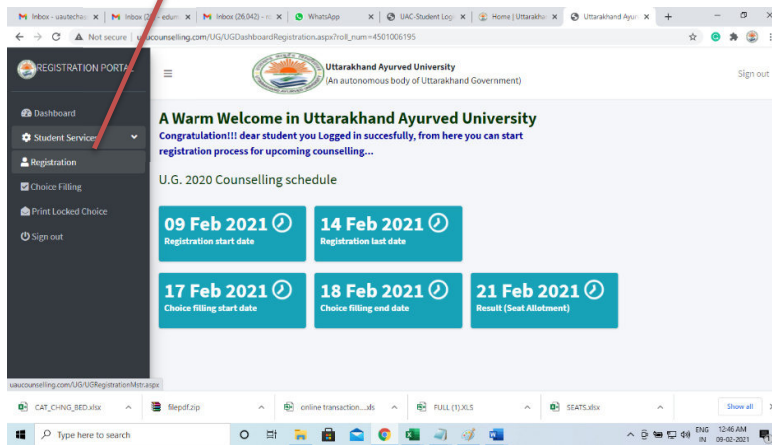 Inbox - uautechac
Inbox (2
- edum
Inbox (26,042) - rs
WhatsApp
UAC-Student Logi
Home | Uttarakha
Uttarakhand Ayur
Not secure
ucounselling.com/UG/UGDashboardRegistration.aspx?roll_num=4501006195
REGISTRATION PORTAL
Uttarakhand Ayurved University
(An autonomous body of Uttarakhand Government)
Sign out
Dashboard
Student Services
Registration
Choice Filling
Print Locked Choice
Sign out
A Warm Welcome in Uttarakhand Ayurved University
Congratulation!!! dear student you Logged in succesfully, from here you can start
registration process for upcoming counselling...
U.G. 2020 Counselling schedule
09 Feb 2021
Registration start date
14 Feb 2021
Registration last date
17 Feb 2021
Choice filling start date
18 Feb 2021
Choice filling end date
21 Feb 2021
Result (Seat Allotment)
uaucounselling.com/UG/UGRegistrationMstr.aspx
CAT_CHNG_BED.xlsx
filepdf.zip
online transaction....xls
FULL (1).XLS
SEATS.xlsx
Show all
Type here to search
ENG
IN
12:46 AM
09-02-2021